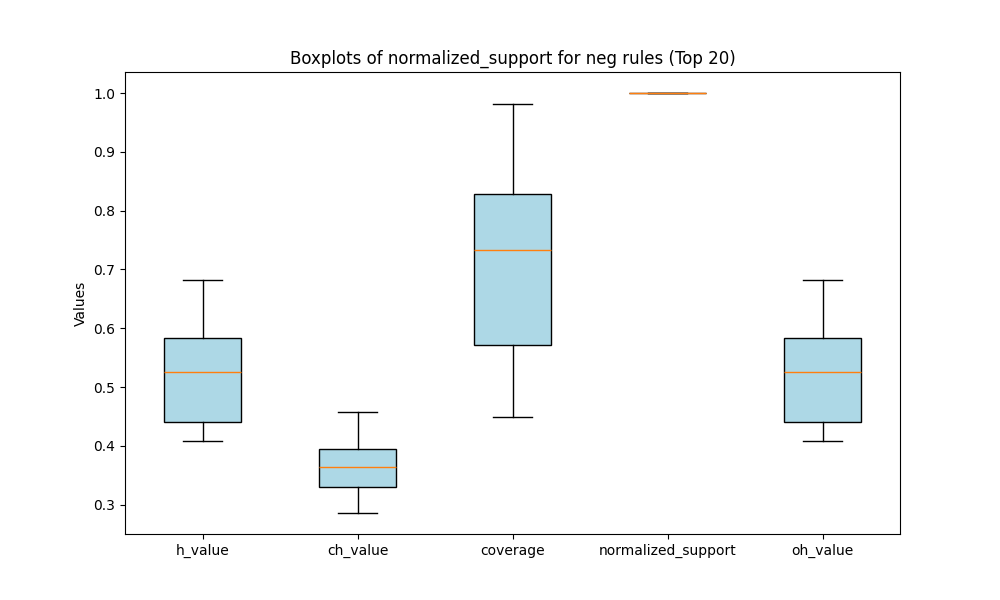 Boxplots of normalized_support for neg rules (Top 20)
Values
1.0
0.9
0.8
0.7
0.6
0.5
0.4
0.3
h_value
ch_value
coverage
normalized_support
oh_value